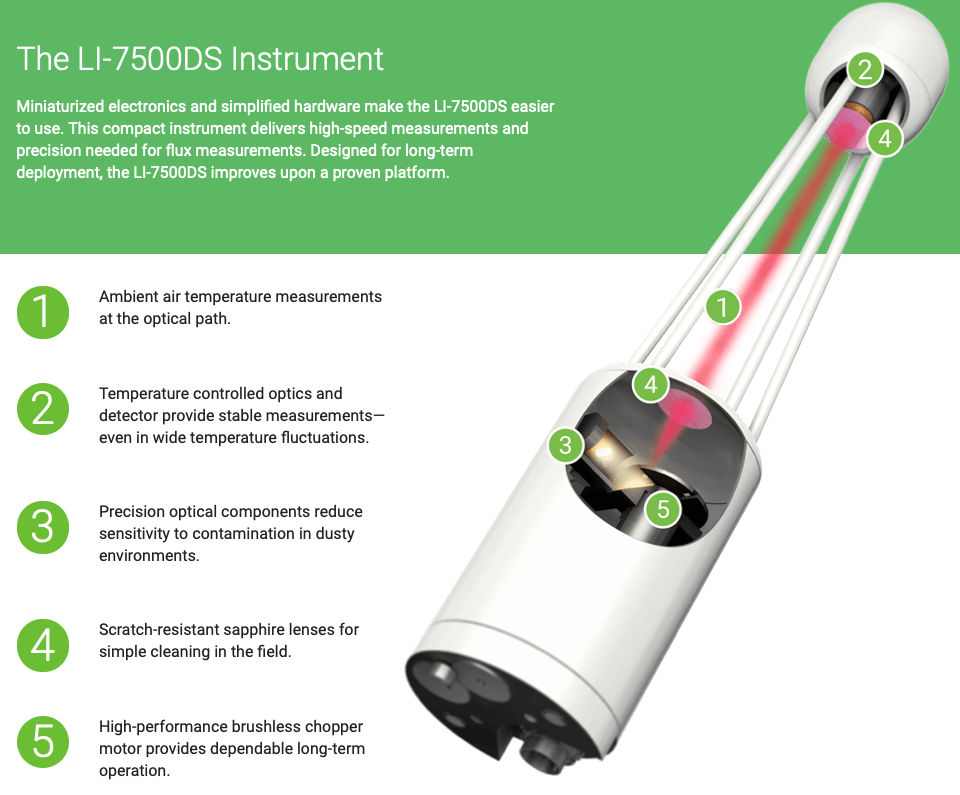 The LI-7500DS Instrument
Miniaturized electronics and simplified hardware make the LI-7500DS easier
to use. This compact instrument delivers high-speed measurements and
precision needed for flux measurements. Designed for long-term
deployment, the LI-7500DS improves upon a proven platform.
1
Ambient air temperature measurements
at the optical path.
2
Temperature controlled optics and
detector provide stable measurements—
even in wide temperature fluctuations.
3
Precision optical components reduce
sensitivity to contamination in dusty
environments.
4
Scratch-resistant sapphire lenses for
simple cleaning in the field.
5
High-performance brushless chopper
motor provides dependable long-term
operation.
2
4
1
4
3
5